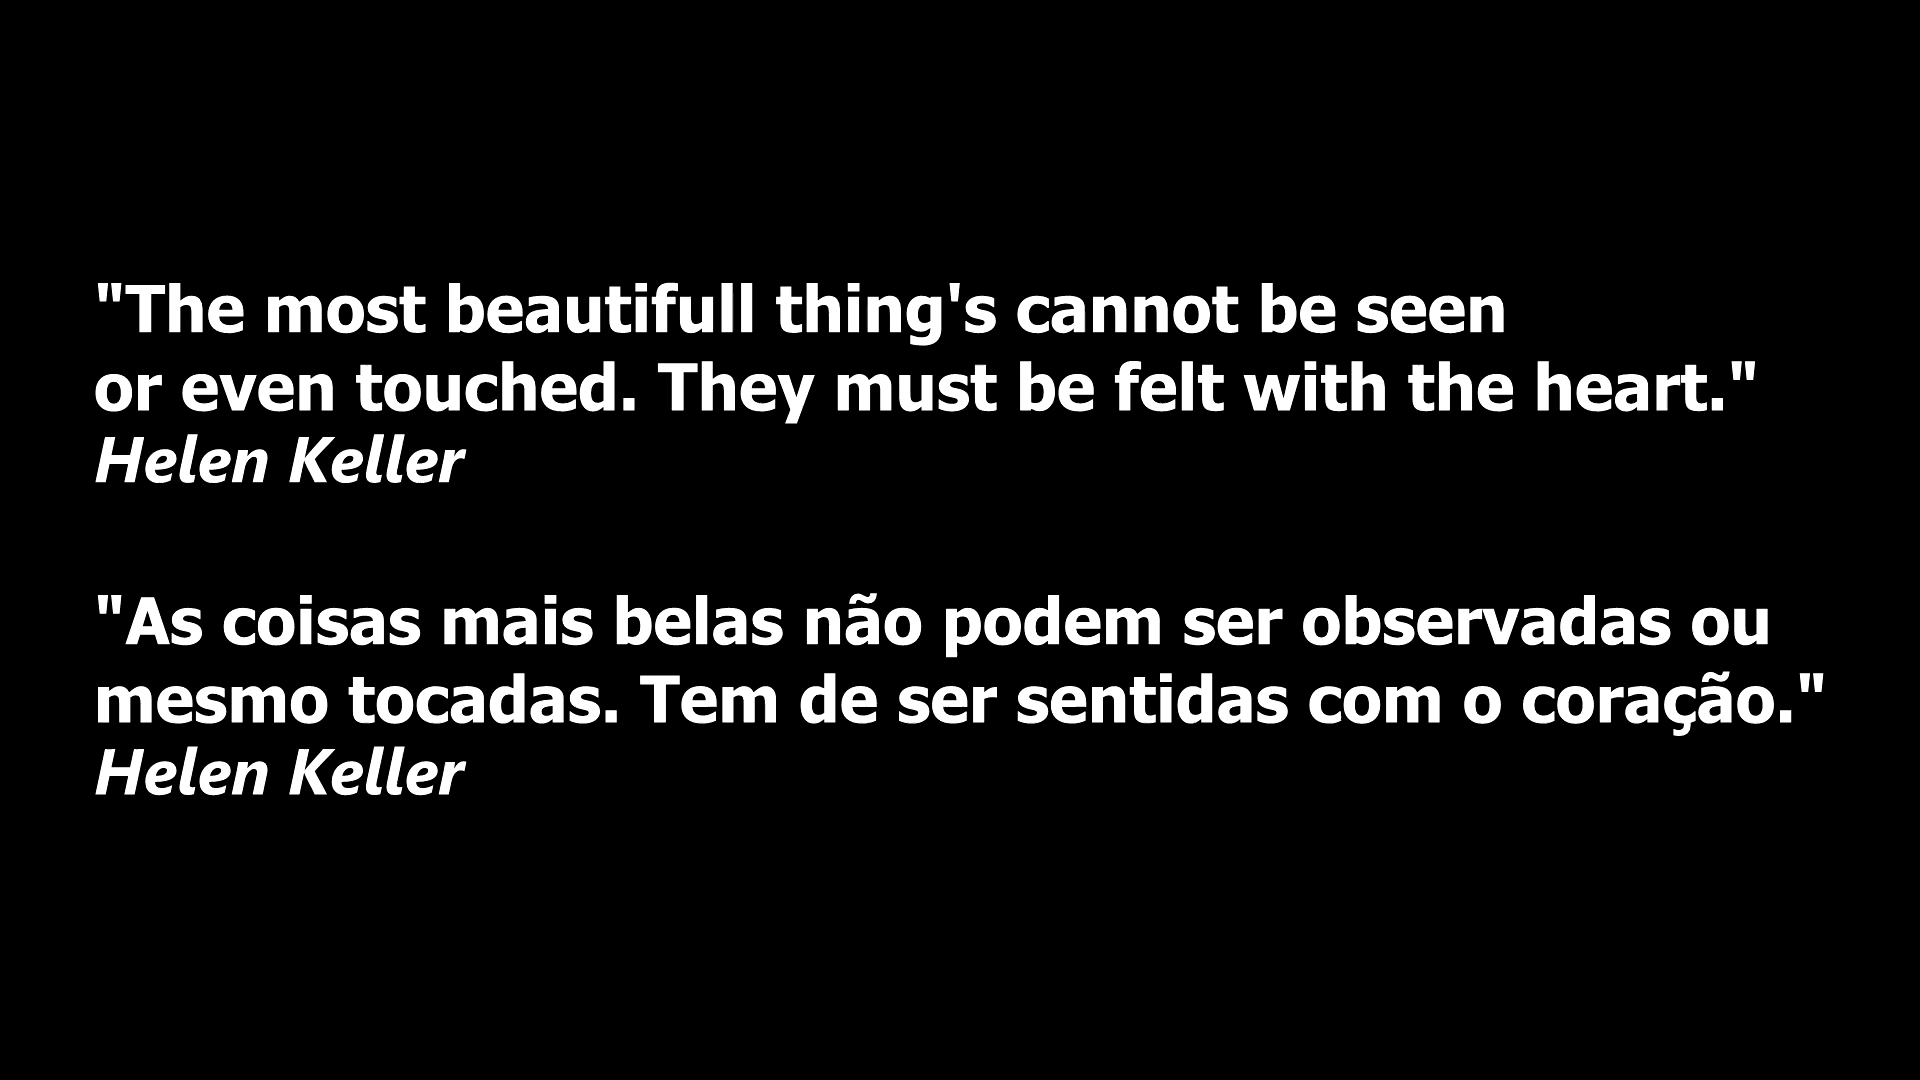 "The most beautifull thing's cannot be seen
or even touched. They must be felt with the heart."
Helen Keller
"As coisas mais belas não podem ser observadas ou
mesmo tocadas. Tem de ser sentidas com o coração."
Helen Keller